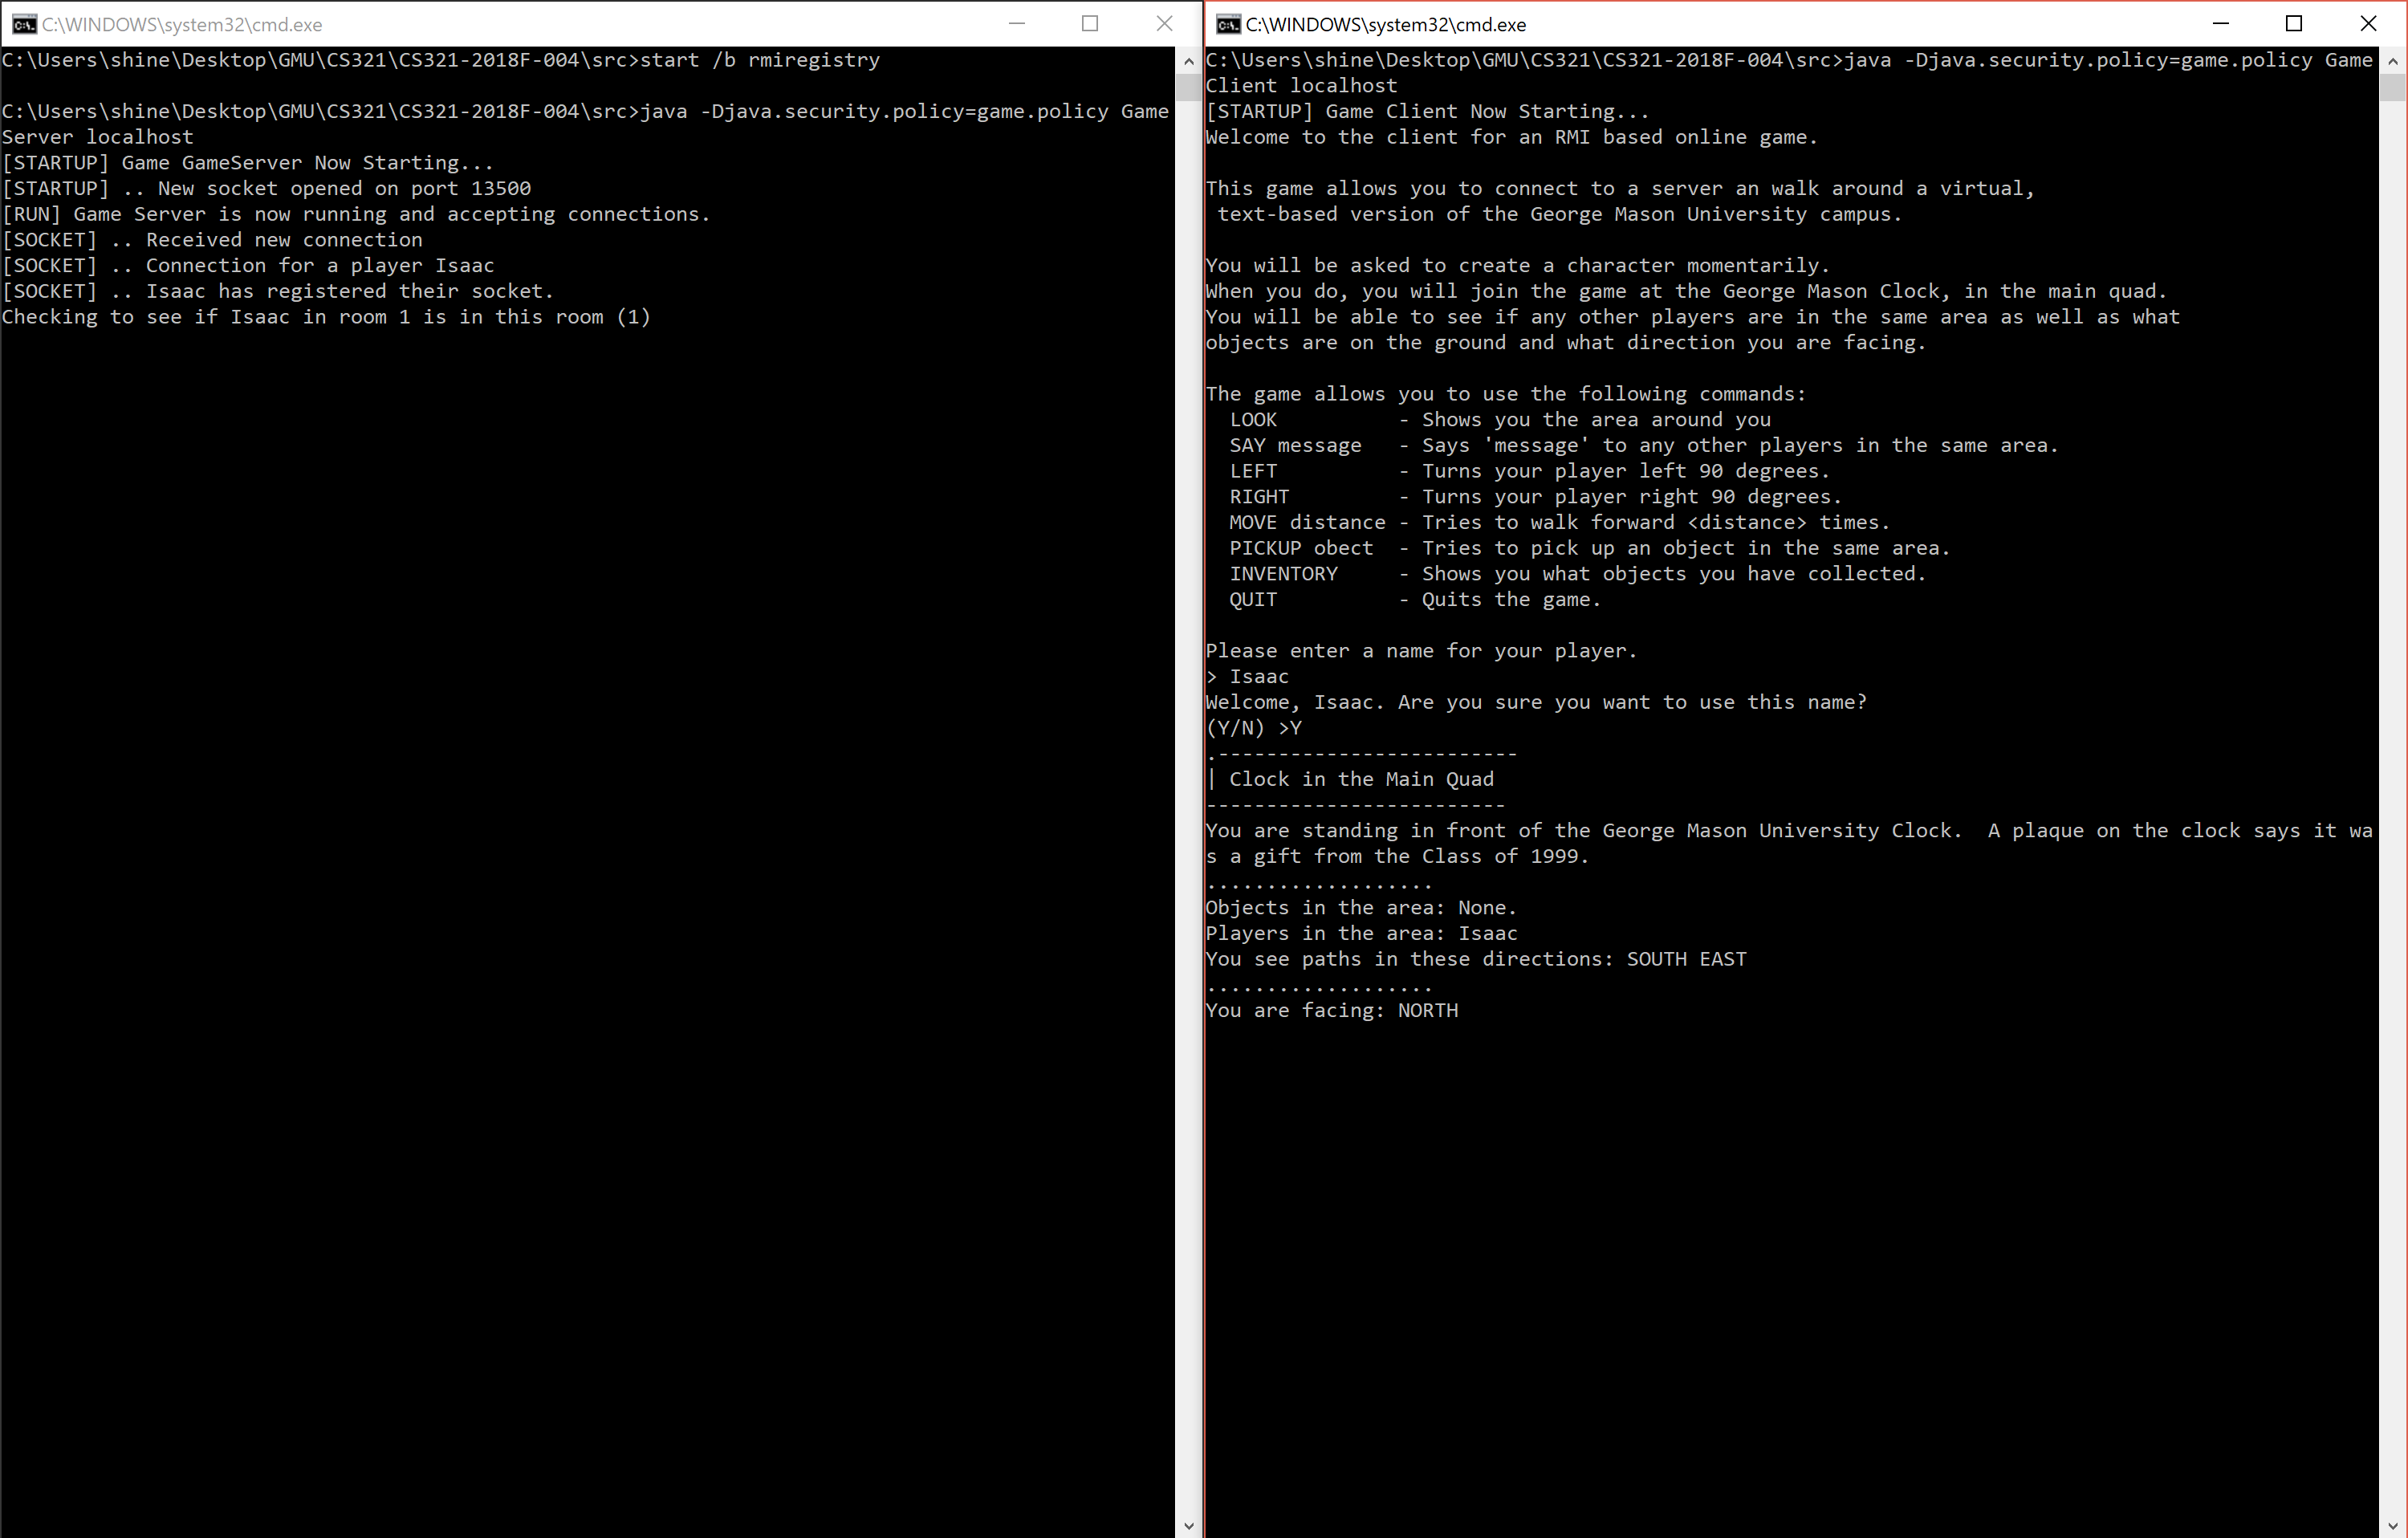 C:\WINDOWS\system32\cmd.exe
C:\Users\shine\Desktop\GMU\CS321\CS321-2018F-004\src>start /b rmiregistry
C:\Users\shine\Desktop\GMU\CS321\CS321-2018F-004\src>java -Djava.security.policy=game.policy Game
Server localhost
[STARTUP] Game GameServer Now Starting...
[STARTUP] .. New socket opened on port 13500
[RUN] Game Server is now running and accepting connections.
[SOCKET] .. Received new connection
[SOCKET] .. Connection for a player Isaac
[SOCKET] .. Isaac has registered their socket.
Checking to see if Isaac in room 1 is in this room (1)
C:\WINDOWS\system32\cmd.exe
C:\Users\shine\Desktop\GMU\CS321\CS321-2018F-004\src>java -Djava.security.policy=game.policy Game
Client localhost
[STARTUP] Game Client Now Starting...
Welcome to the client for an RMI based online game.
This game allows you to connect to a server an walk around a virtual,
 text-based version of the George Mason University campus.
You will be asked to create a character momentarily.
When you do, you will join the game at the George Mason Clock, in the main quad.
You will be able to see if any other players are in the same area as well as what
objects are on the ground and what direction you are facing.
The game allows you to use the following commands:
  LOOK          - Shows you the area around you
  SAY message   - Says 'message' to any other players in the same area.
  LEFT          - Turns your player left 90 degrees.
  RIGHT         - Turns your player right 90 degrees.
  MOVE distance - Tries to walk forward <distance> times.
  PICKUP obect  - Tries to pick up an object in the same area.
  INVENTORY     - Shows you what objects you have collected.
  QUIT          - Quits the game.
Please enter a name for your player.
> Isaac
Welcome, Isaac. Are you sure you want to use this name?
(Y/N) >Y
.-------------------------
| Clock in the Main Quad
-------------------------
You are standing in front of the George Mason University Clock.  A plaque on the clock says it wa
s a gift from the Class of 1999.
...................
Objects in the area: None.
Players in the area: Isaac
You see paths in these directions: SOUTH EAST
...................
You are facing: NORTH